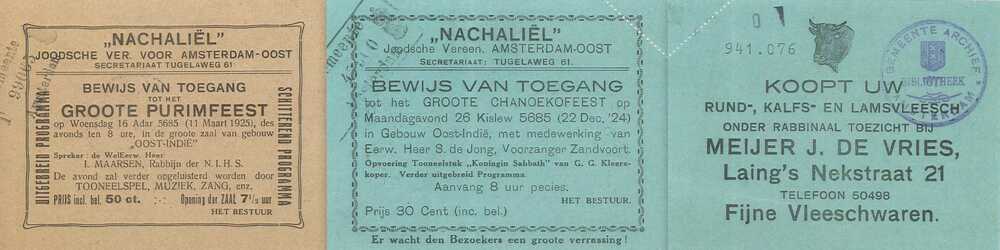 „NACHALIËL”
JOODSCHE VER. VOOR AMSTERDAM-OOST
SECRETARIAAT TUGELAWEG 61.
UITGEBREID PROGRAMMA
BEWIJS VAN TOEGANG
TOT HET
GROOTE PURIMFEEST
op Woensdag 16 Adar 5685 (11 Maart 1925), des
avonds ten 8 ure, in de groote zaal van gebouw
„OOST-INDIË”
Spreker: de WelEerw. Heer
I. MAARSEN, Rabbijn der N. I. H. S.
De avond zal verder opgeluisterd worden door
TOONEELSPEL, MUZIEK, ZANG, enz.
PRIJS incl. bel. 50 ct. Opening der ZAAL 7½ uur
HET BESTUUR
SCHITTEREND PROGRAMMA
„NACHALIËL”
Joodsche Vereen. AMSTERDAM-OOST
SECRETARIAAT: TUGELAWEG 61.
BEWIJS VAN TOEGANG
tot het GROOTE CHANOEKOFEEST op
Maandagavond 26 Kislew 5685 (22 Dec. '24)
in Gebouw Oost-Indië, met medewerking van
Eerw. Heer S. de Jong, Voorzanger Zandvoort.
Opvoering Tooneelstuk „Koningin Sabbath” van G. G. Kleere-
koper. Verder uitgebreid Programma.
Aanvang 8 uur pecies.
HET BESTUUR.
Prijs 30 Cent (inc. bel.)
Er wacht den Bezoekers een groote verrassing!
941.076
GEMEENTE ARCHIEF
BIBLIOTHEEK
KOOPT UW
RUND-, KALFS- EN LAMSVLEESCH
ONDER RABBINAAL TOEZICHT BIJ
MEIJER J. DE VRIES,
Laing's Nekstraat 21
TELEFOON 50498
Fijne Vleeschwaren.